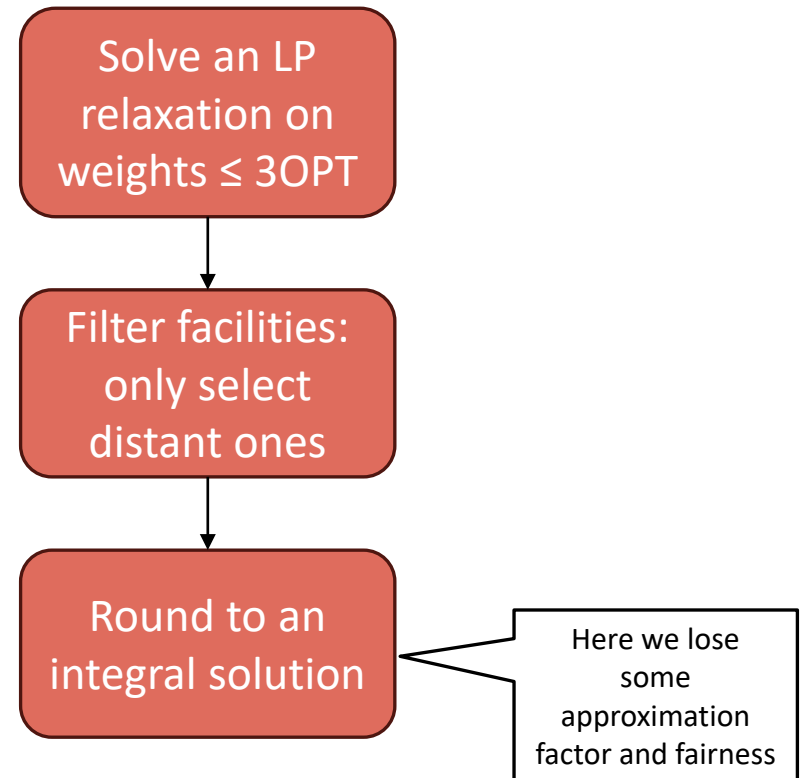 Solve an LP
relaxation on
weights ≤ 3OPT
Filter facilities:
only select
distant ones
Round to an
integral solution
Here we lose
some
approximation
factor and fairness